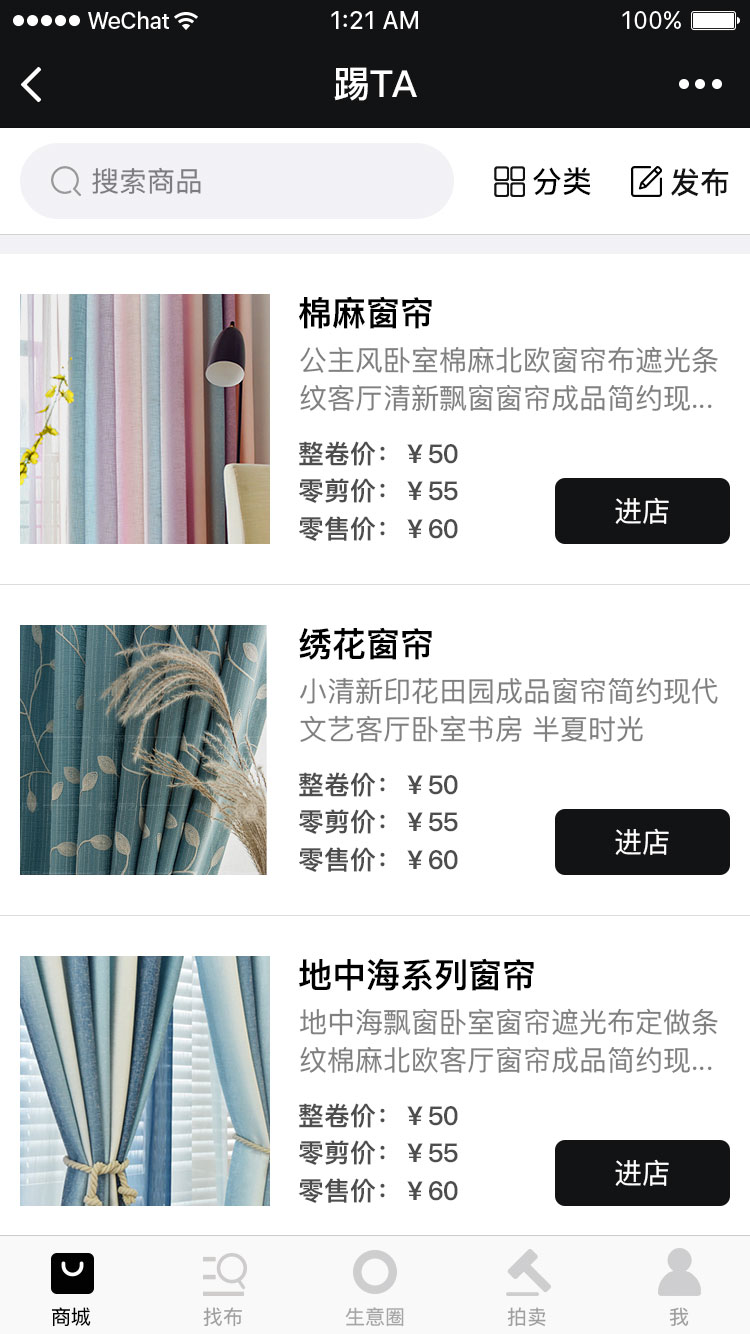 WeChat 1:21 AM 100%
踢TA
搜索商品 分类 发布
棉麻窗帘
公主风卧室棉麻北欧窗帘布遮光条
纹客厅清新飘窗窗帘成品简约现...
整卷价： ¥ 50
零剪价： ¥ 55
零售价： ¥ 60
进店
绣花窗帘
小清新印花田园成品窗帘简约现代
文艺客厅卧室书房 半夏时光
整卷价： ¥ 50
零剪价： ¥ 55
零售价： ¥ 60
进店
地中海系列窗帘
地中海飘窗卧室窗帘遮光布定做条
纹棉麻北欧客厅窗帘成品简约现...
整卷价： ¥ 50
零剪价： ¥ 55
零售价： ¥ 60
进店
商城 找布 生意圈 拍卖 我